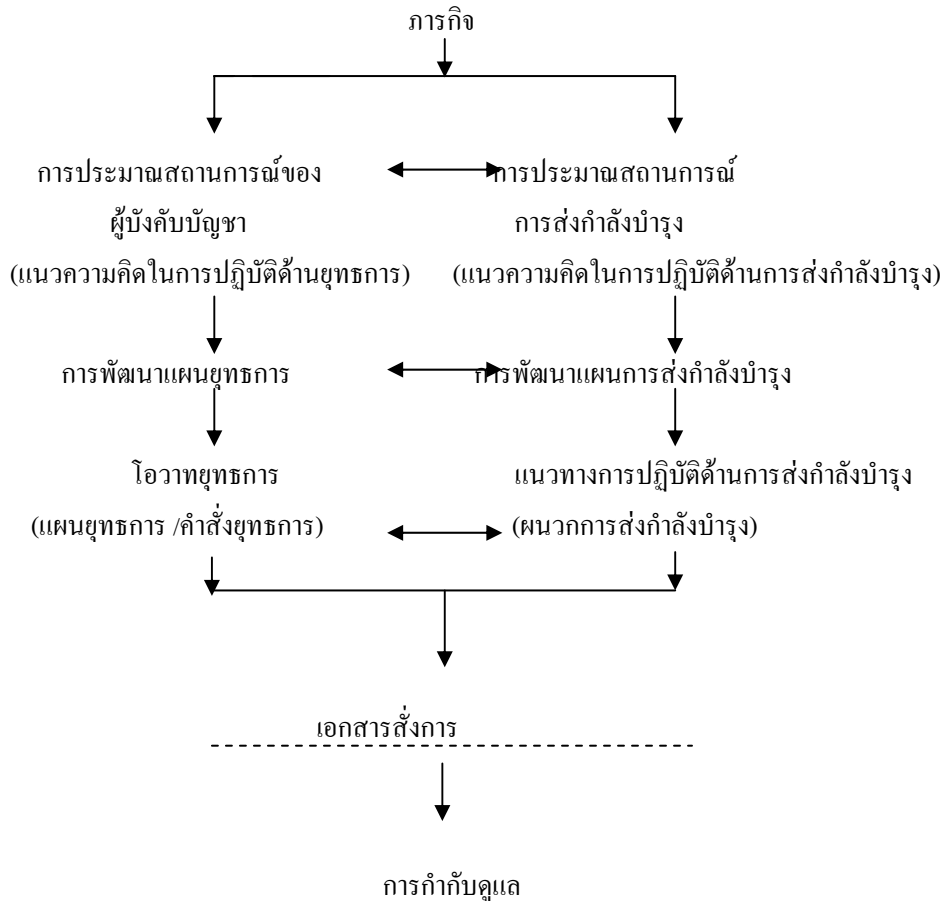 ภารกิจ
การประมาณสถานการณ์ของ
ผู้บังคับบัญชา
(แนวความคิดในการปฏิบัติด้านยุทธการ)
การประมาณสถานการณ์
การส่งกำลังบำรุง
(แนวความคิดในการปฏิบัติด้านการส่งกำลังบำรุง)
การพัฒนาแผนยุทธการ
การพัฒนาแผนการส่งกำลังบำรุง
โอวาทยุทธการ
(แผนยุทธการ /คำสั่งยุทธการ)
แนวทางการปฏิบัติด้านการส่งกำลังบำรุง
(ผนวกการส่งกำลังบำรุง)
เอกสารสั่งการ
การกำกับดูแล